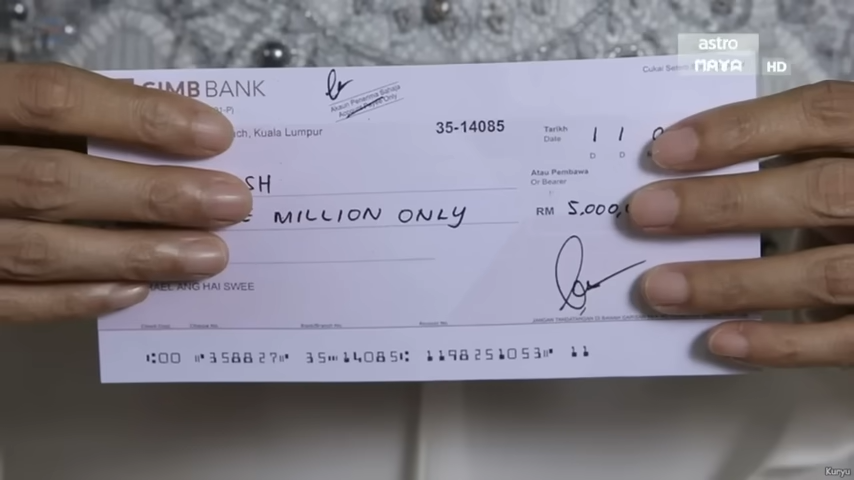 astro
MAYA HD
CIMB BANK
Cukai
Akaun Penerima Sahaja
Account Payee Only
ch, Kuala Lumpur
35-14085
Tarikh
Date
1 1 0
D D
Atau Pembawa
Or Bearer
SH
MILLION ONLY
RM 5.000,
AEL ANG HAI SWEE
⑆00 ⑈358827⑈ 35⑉14085⑆ 1198251053⑈ 11
Kuryu